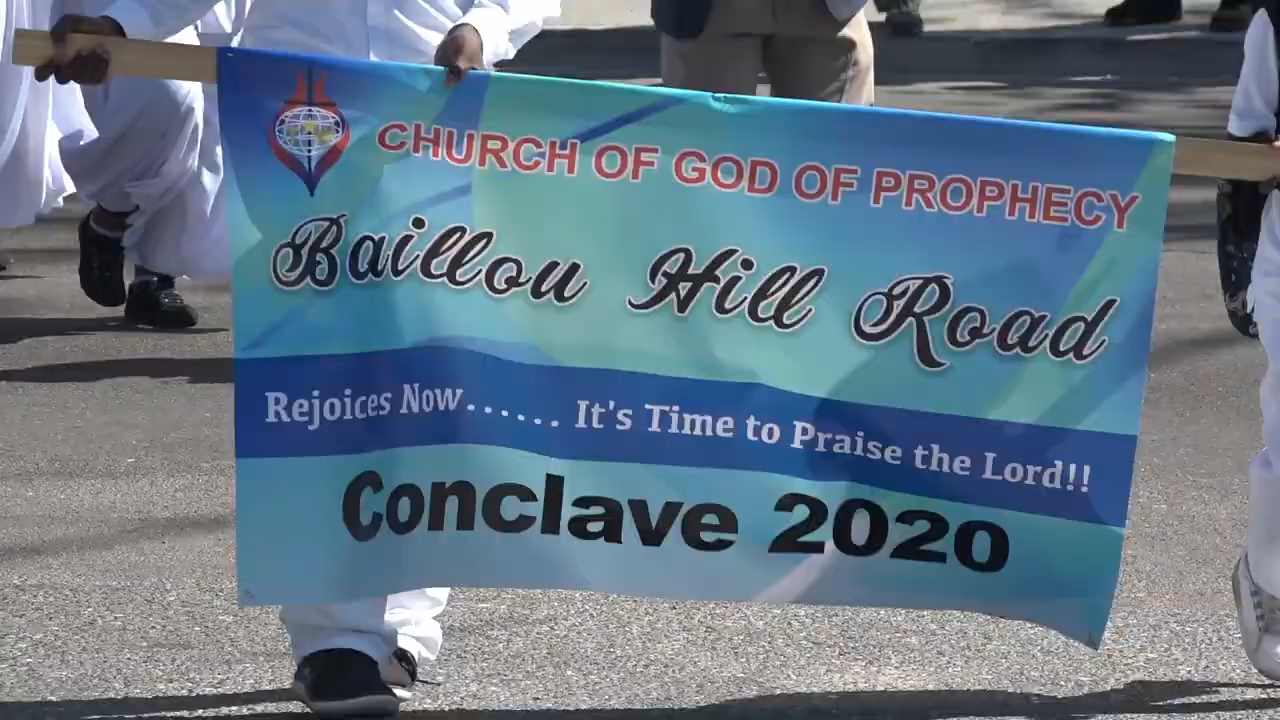 CHURCH OF GOD OF PROPHECY
Baillou Hill Road
Rejoices Now...... It's Time to Praise the Lord!!
Conclave 2020